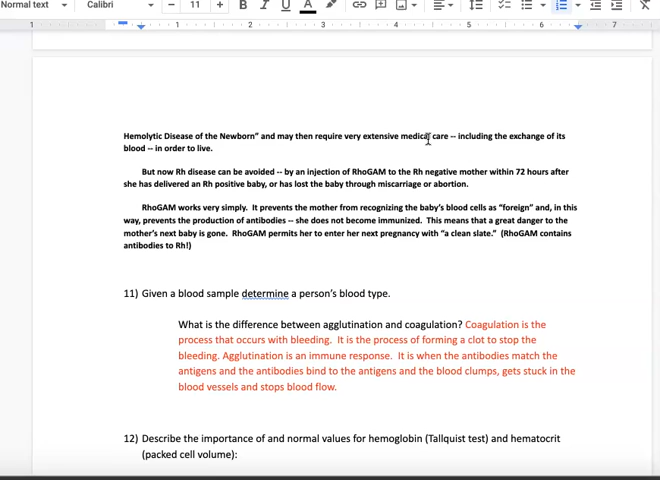 Normal text Calibri 11 B I U A
1 1 2 3 4 5 6 7
Hemolytic Disease of the Newborn” and may then require very extensive medical care -- including the exchange of its
blood -- in order to live.
But now Rh disease can be avoided -- by an injection of RhoGAM to the Rh negative mother within 72 hours after
she has delivered an Rh positive baby, or has lost the baby through miscarriage or abortion.
RhoGAM works very simply. It prevents the mother from recognizing the baby’s blood cells as “foreign” and, in this
way, prevents the production of antibodies -- she does not become immunized. This means that a great danger to the
mother’s next baby is gone. RhoGAM permits her to enter her next pregnancy with “a clean slate.” (RhoGAM contains
antibodies to Rh!)
11) Given a blood sample determine a person’s blood type.
What is the difference between agglutination and coagulation? Coagulation is the
process that occurs with bleeding. It is the process of forming a clot to stop the
bleeding. Agglutination is an immune response. It is when the antibodies match the
antigens and the antibodies bind to the antigens and the blood clumps, gets stuck in the
blood vessels and stops blood flow.
12) Describe the importance of and normal values for hemoglobin (Tallquist test) and hematocrit
(packed cell volume):